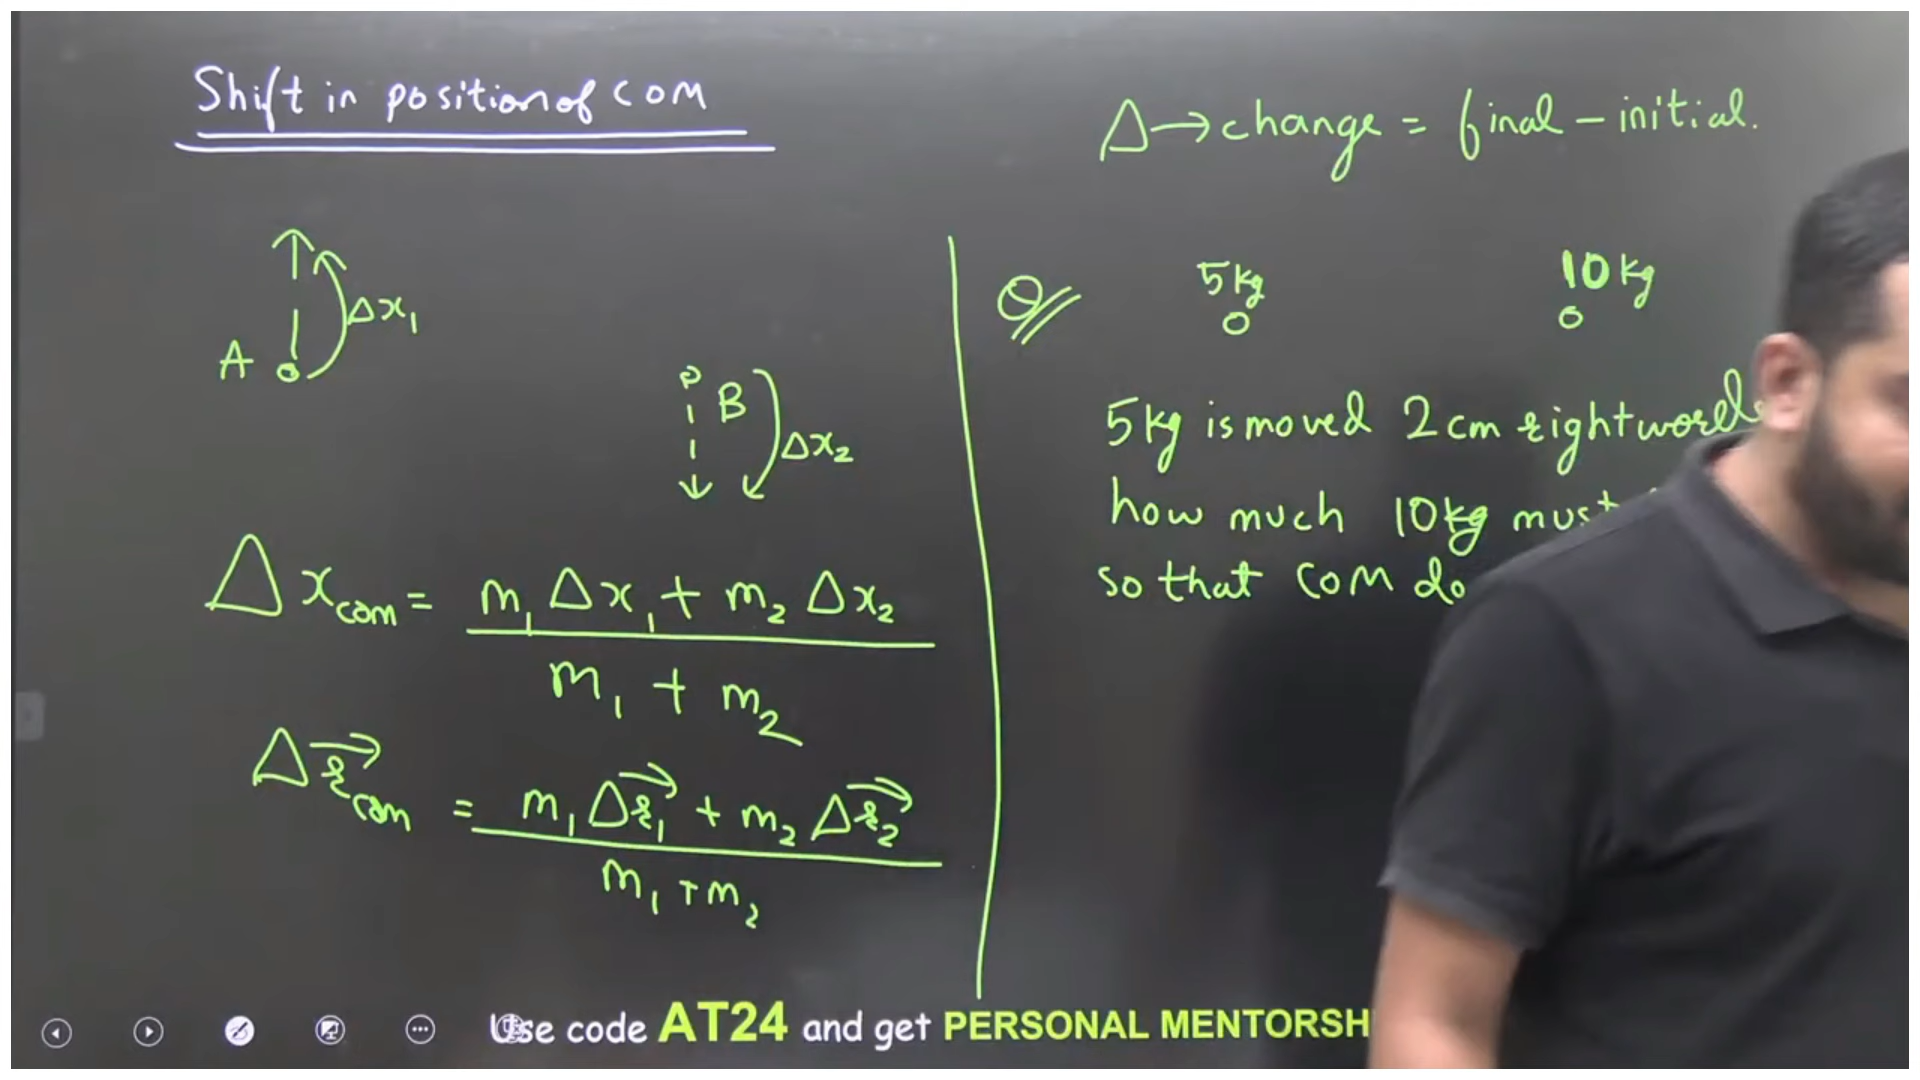 Shift in position of COM
Δ → change = final - initial.
Δx₁
A
B
Δx₂
Δx_com = m₁Δx₁ + m₂Δx₂
m₁ + m₂
Δr⃗_com = m₁Δr⃗₁ + m₂Δr⃗₂
m₁ + m₂
Q
5kg 10kg
5kg is moved 2cm rightwards
how much 10kg must
so that COM do
Use code AT24 and get PERSONAL MENTORSH